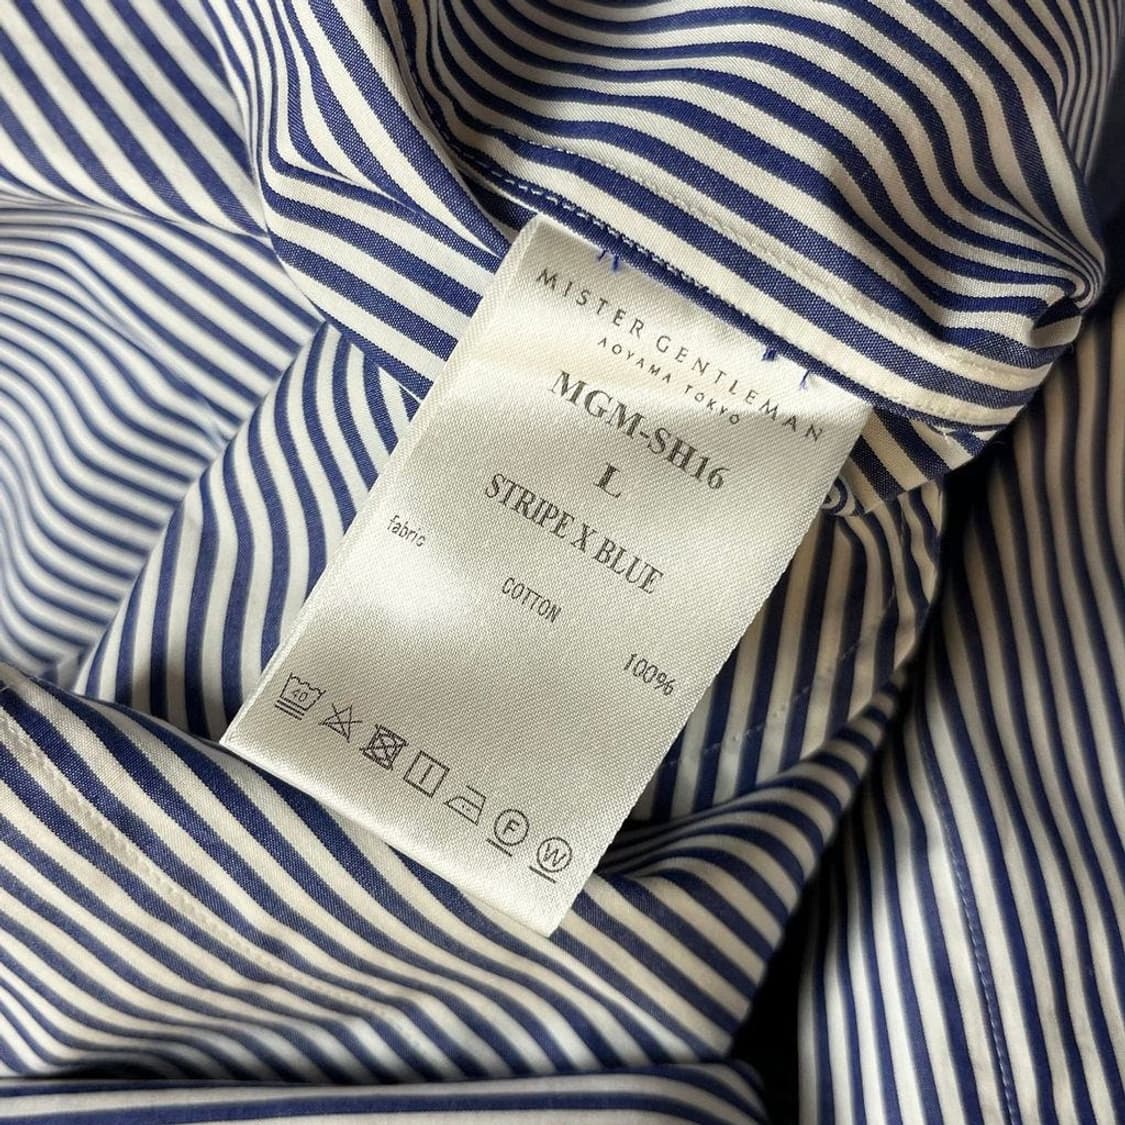 MISTER GENTLEMAN
AOYAMA TOKYO
MGM-SH16
L
STRIPE X BLUE
fabric
COTTON
100%
40
F
W